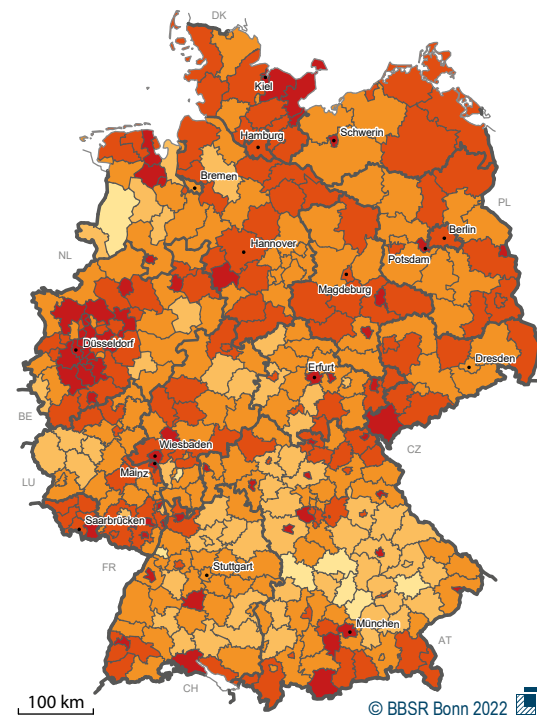 DK
Kiel
Hamburg
Schwerin
Bremen
PL
Berlin
NL
Hannover
Potsdam
Magdeburg
Düsseldorf
Erfurt
Dresden
BE
CZ
Wiesbaden
LU
Mainz
Saarbrücken
FR
Stuttgart
München
AT
CH
100 km
© BBSR Bonn 2022